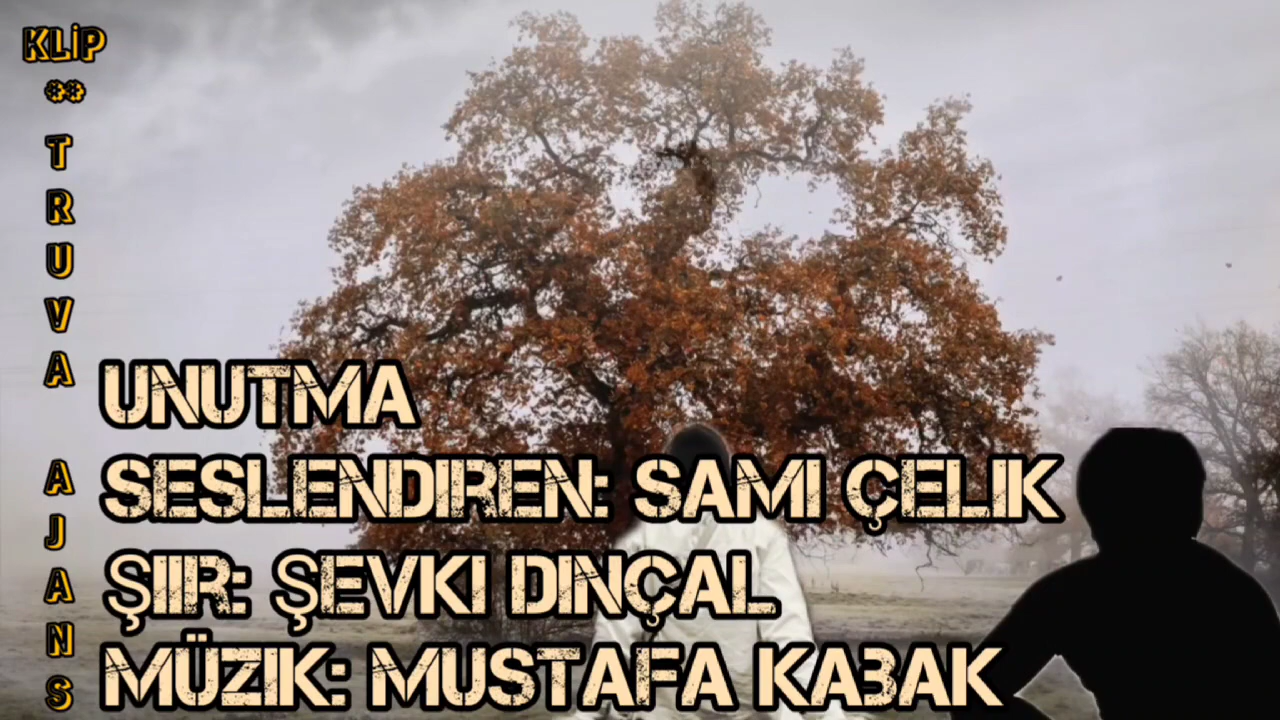 KLİP
**
TRUVA
AJANS
UNUTMA
SESLENDIREN: SAMI ÇELIK
ŞIIR: ŞEVKI DINÇAL
MÜZIK: MUSTAFA KABAK